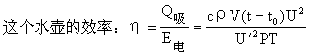 这个水壶的效率：η = Q吸/E电 = cρV(t-t₀)U²/U'²PT